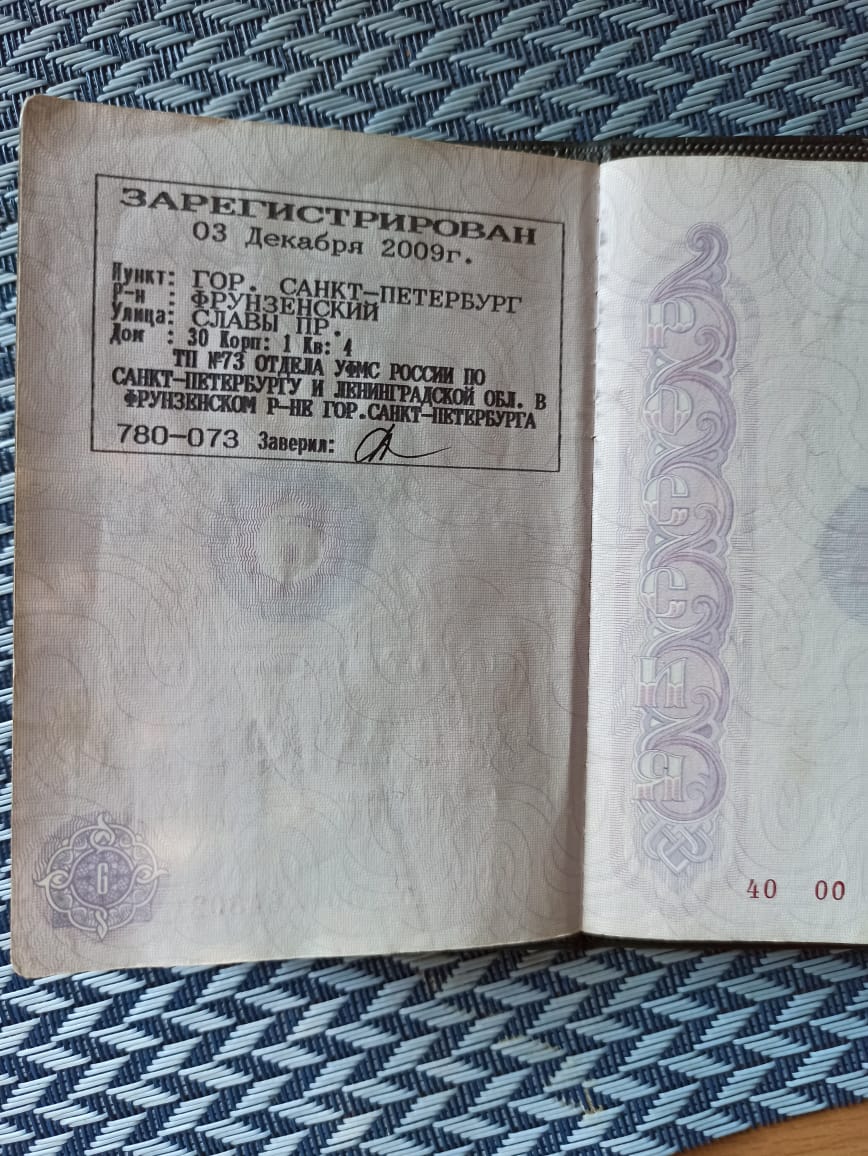 ЗАРЕГИСТРИРОВАН
03 Декабря 2009г.
Пункт: ГОР. САНКТ-ПЕТЕРБУРГ
Р-н : ФРУНЗЕНСКИЙ
Улица: СЛАВЫ ПР.
Дом : 30 Корп: 1 Кв: 4
ТП №73 ОТДЕЛА УФМС РОССИИ ПО
САНКТ-ПЕТЕРБУРГУ И ЛЕНИНГРАДСКОЙ ОБЛ. В
ФРУНЗЕНСКОМ Р-НЕ ГОР.САНКТ-ПЕТЕРБУРГА
780-073 Заверил:
6
40 00